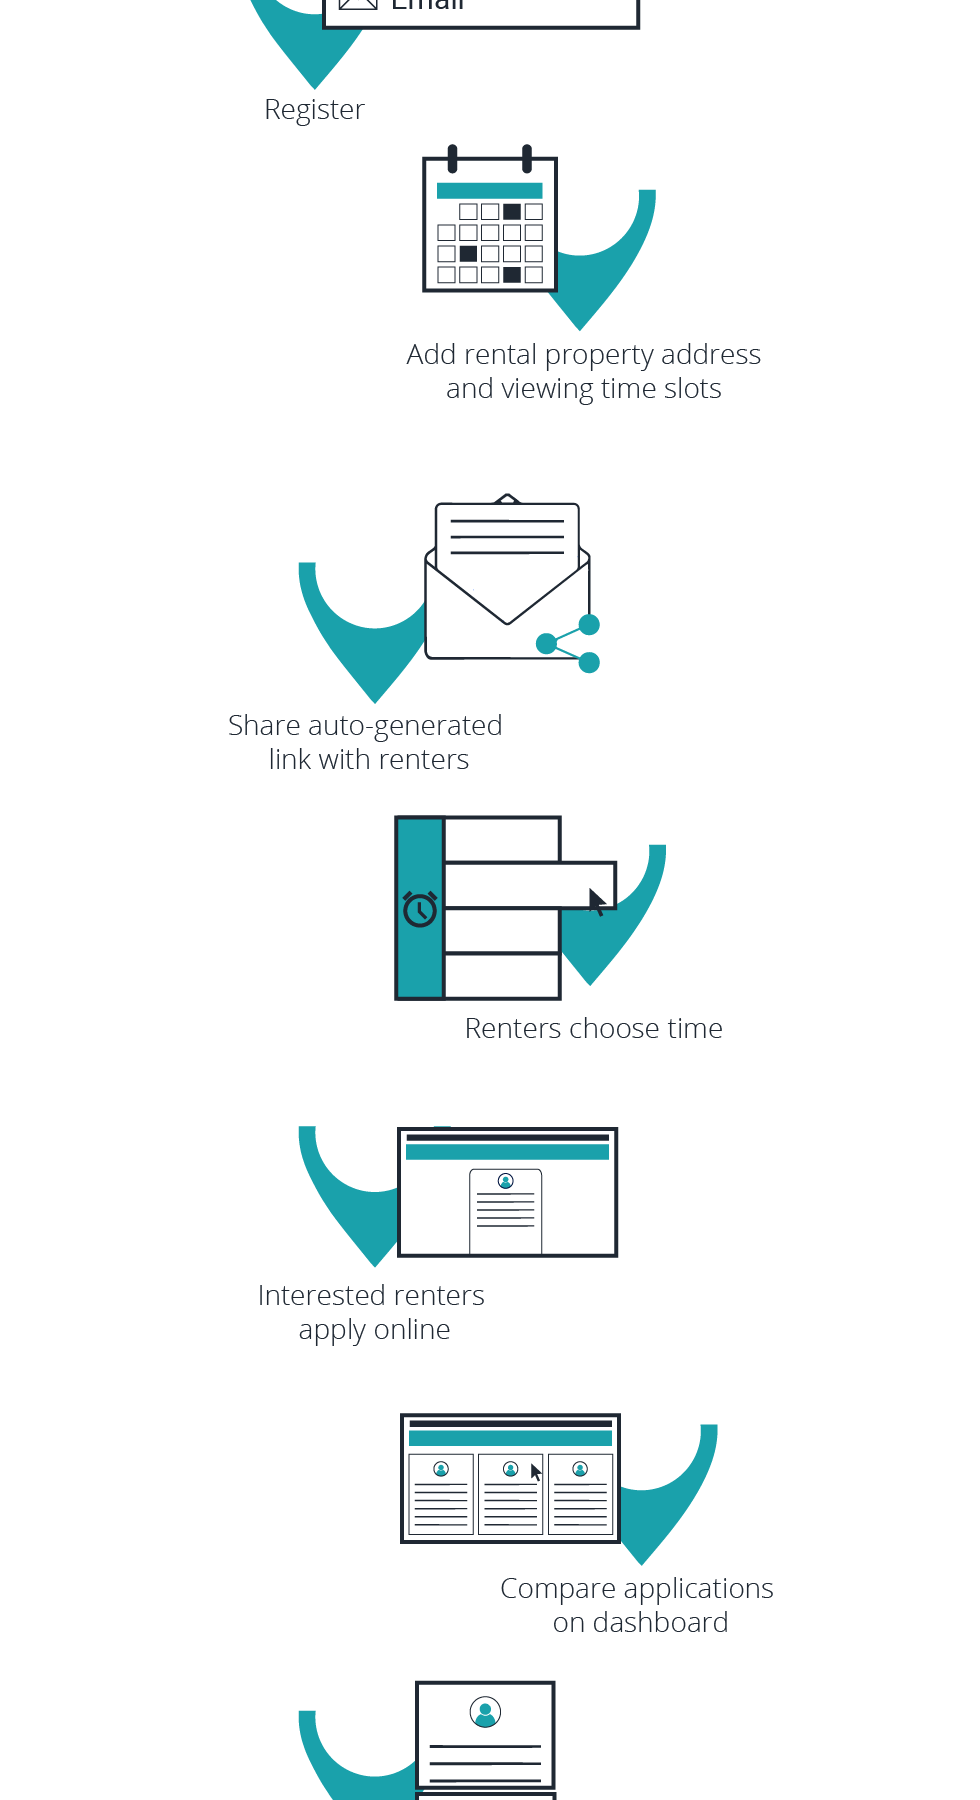 Email
Register
Add rental property address
and viewing time slots
Share auto-generated
link with renters
Renters choose time
Interested renters
apply online
Compare applications
on dashboard